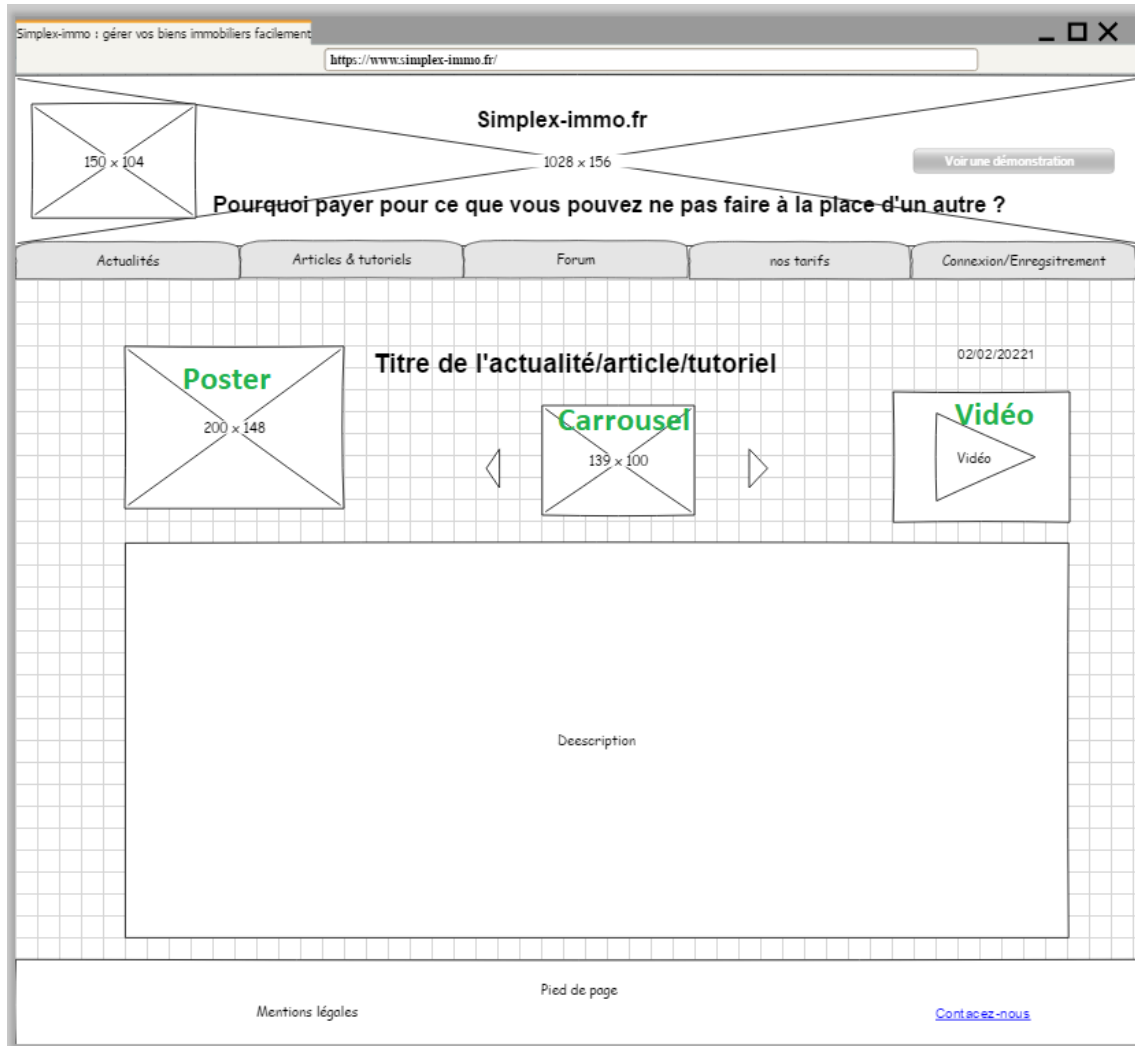 Simplex-immo : gérer vos biens immobiliers facilement
https://www.simplex-immo.fr/
Simplex-immo.fr
150 x 104
1028 x 156
Voir une démonstration
Pourquoi payer pour ce que vous pouvez ne pas faire à la place d'un autre ?
Actualités
Articles & tutoriels
Forum
nos tarifs
Connexion/Enregsitrement
Titre de l'actualité/article/tutoriel
02/02/20221
Poster
200 x 148
Carrousel
139 x 100
Vidéo
Vidéo
Deescription
Pied de page
Mentions légales
Contacez-nous